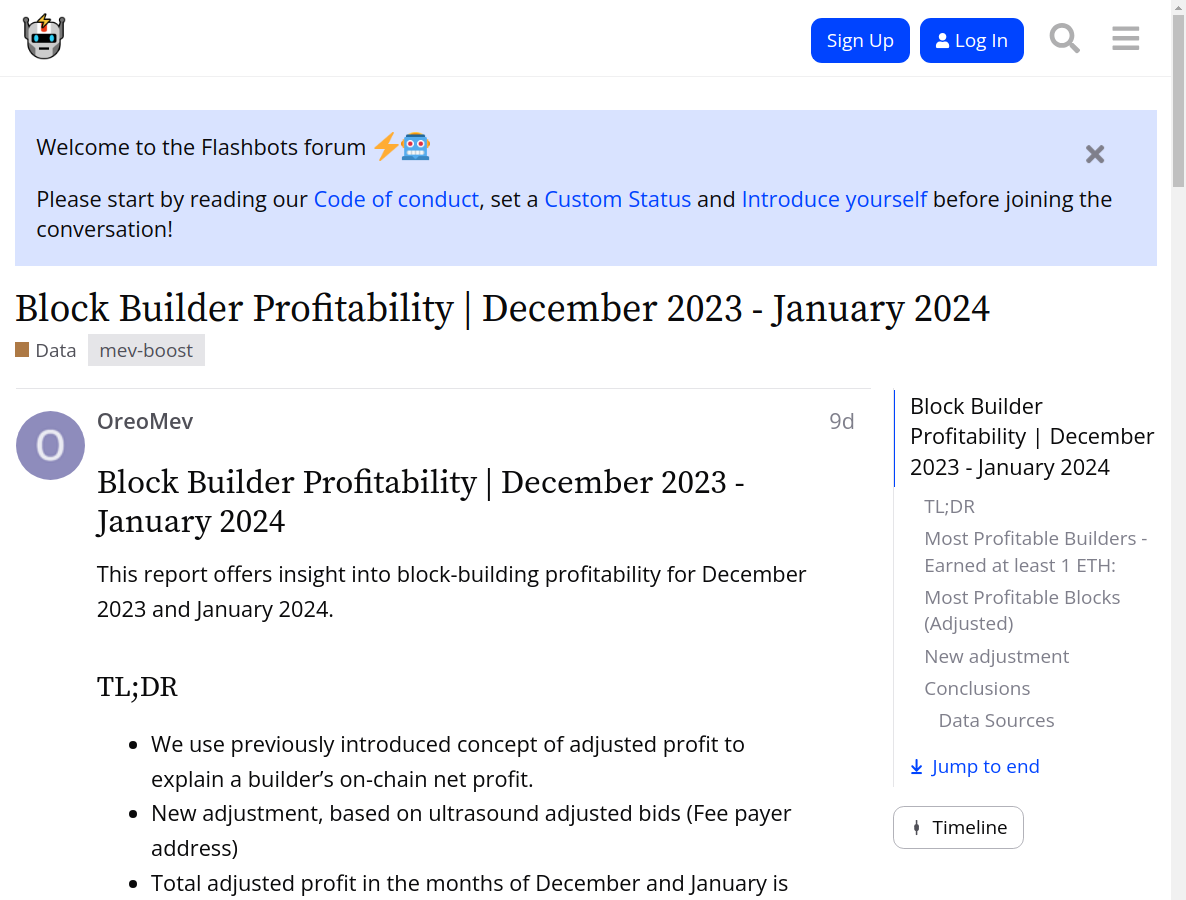 Sign Up
Log In
Welcome to the Flashbots forum
Please start by reading our Code of conduct, set a Custom Status and Introduce yourself before joining the
conversation!
Block Builder Profitability | December 2023 - January 2024
Data
mev-boost
O
OreoMev
9d
Block Builder Profitability | December 2023 -
January 2024
This report offers insight into block-building profitability for December
2023 and January 2024.
TL;DR
We use previously introduced concept of adjusted profit to
explain a builder’s on-chain net profit.
New adjustment, based on ultrasound adjusted bids (Fee payer
address)
Total adjusted profit in the months of December and January is
Block Builder
Profitability | December
2023 - January 2024
TL;DR
Most Profitable Builders -
Earned at least 1 ETH:
Most Profitable Blocks
(Adjusted)
New adjustment
Conclusions
Data Sources
Jump to end
Timeline